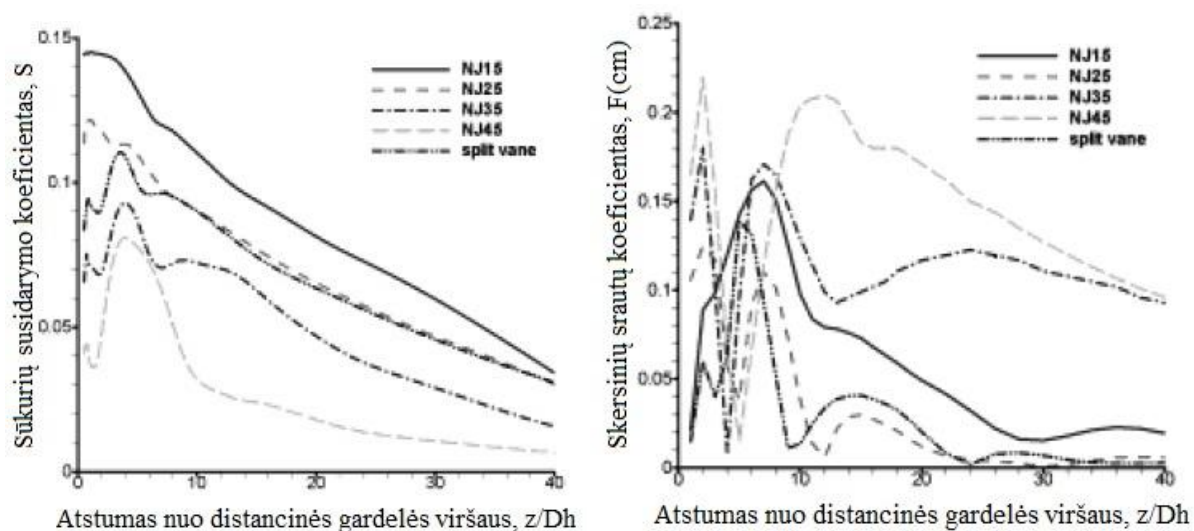 0.15
0.1
0.05
0
0
10
20
30
40
NJ15
NJ25
NJ35
NJ45
split vane
Sūkurių susidarymo koeficientas, S
Atstumas nuo distancinės gardelės viršaus, z/Dh
0.25
0.2
0.15
0.1
0.05
0
0
10
20
30
40
NJ15
NJ25
NJ35
NJ45
split vane
Skersinių srautų koeficientas, F(cm)
Atstumas nuo distancinės gardelės viršaus, z/Dh